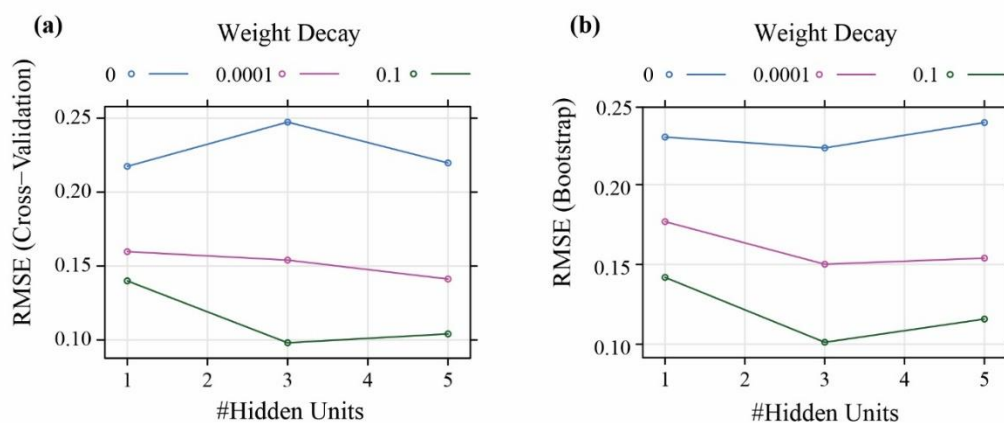 (a)
Weight Decay
0 0.0001 0.1
RMSE (Cross-Validation)
0.25
0.20
0.15
0.10
1 2 3 4 5
#Hidden Units
(b)
Weight Decay
0 0.0001 0.1
RMSE (Bootstrap)
0.25
0.20
0.15
0.10
1 2 3 4 5
#Hidden Units